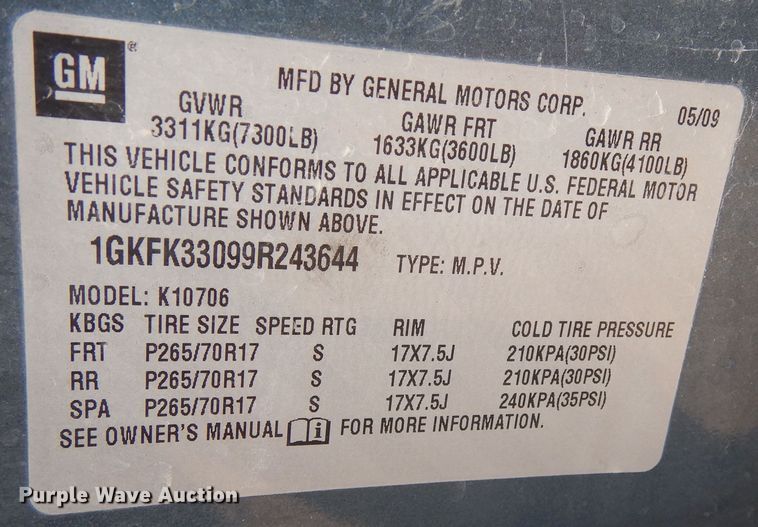 GM ®
MFD BY GENERAL MOTORS CORP. 05/09
GVWR GAWR FRT GAWR RR
3311KG(7300LB) 1633KG(3600LB) 1860KG(4100LB)
THIS VEHICLE CONFORMS TO ALL APPLICABLE U.S. FEDERAL MOTOR
VEHICLE SAFETY STANDARDS IN EFFECT ON THE DATE OF
MANUFACTURE SHOWN ABOVE.
1GKFK33099R243644 TYPE: M.P.V.
MODEL: K10706
KBGS TIRE SIZE SPEED RTG RIM COLD TIRE PRESSURE
FRT P265/70R17 S 17X7.5J 210KPA(30PSI)
RR P265/70R17 S 17X7.5J 210KPA(30PSI)
SPA P265/70R17 S 17X7.5J 240KPA(35PSI)
SEE OWNER'S MANUAL i FOR MORE INFORMATION.
Purple Wave Auction